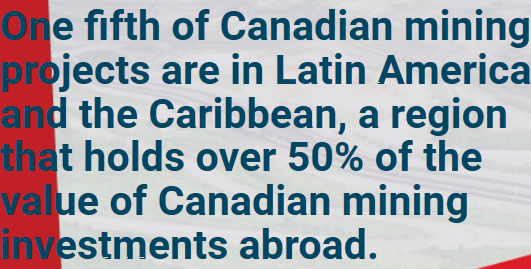 One fifth of Canadian mining
projects are in Latin America
and the Caribbean, a region
that holds over 50% of the
value of Canadian mining
investments abroad.